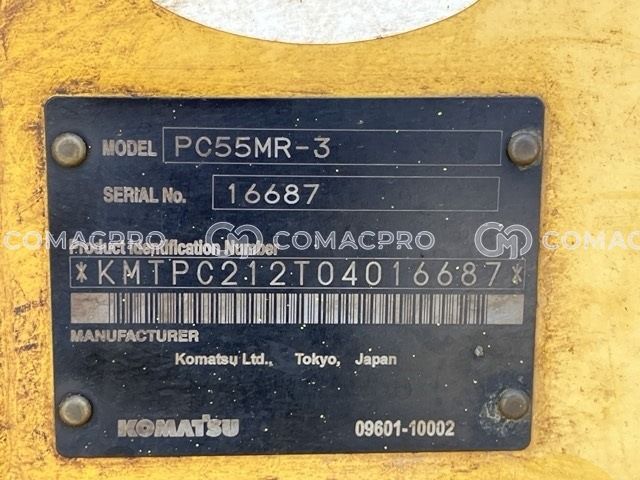 MODEL PC55MR-3
SERIAL No. 16687
Product Identification Number
*KMTPC212T04016687*
MANUFACTURER
Komatsu Ltd., Tokyo, Japan
KOMATSU 09601-10002
COMACPRO COMACPRO